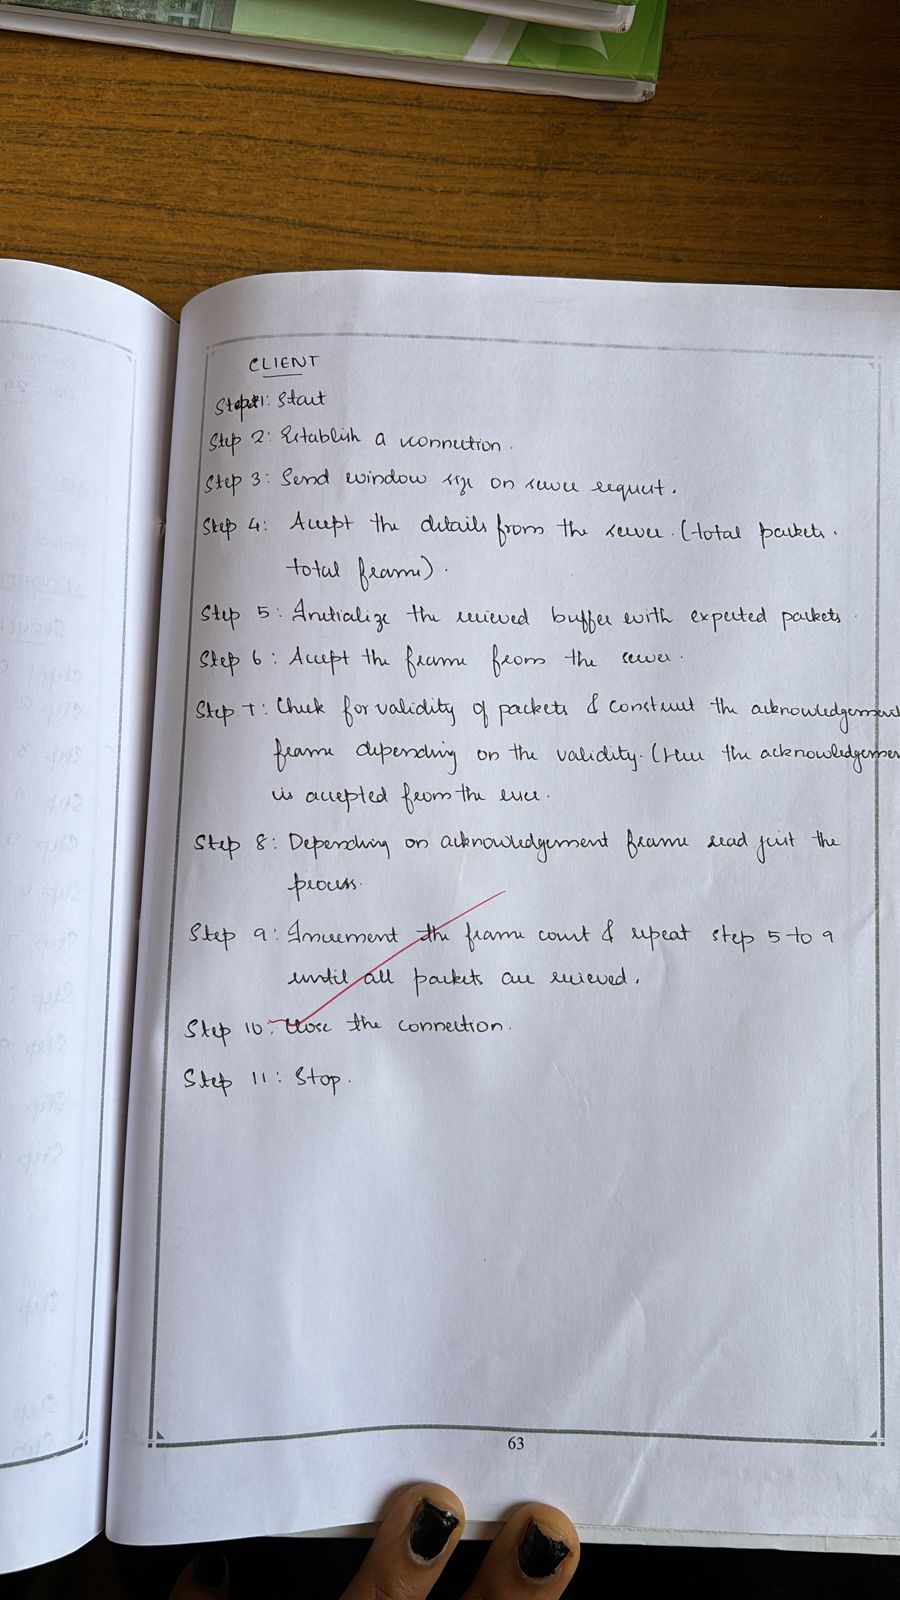 CLIENT
Step 1: Start
Step 2: Establish a connection.
Step 3: Send window size on server request.
Step 4: Accept the details from the server. (total packets.
total frame).
Step 5: Initialize the recieved buffer with expected packets.
Step 6: Accept the frame from the server.
Step 7: Check for validity of packets & construct the acknowledgement
frame depending on the validity. (Here the acknowledgemen
is accepted from the user.
Step 8: Depending on acknowledgement frame read just the
process.
Step 9: Increment the frame count & repeat step 5 to 9
until all packets are recieved.
Step 10: Close the connection.
Step 11: Stop.
63